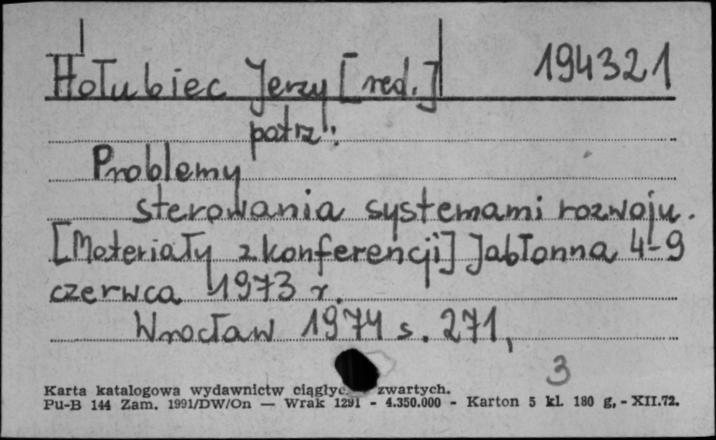 Hołubiec Jerzy [red.] 194321
patrz:
Problemy
sterowania systemami rozwoju.
[Materiały z konferencji] Jabłonna 4-9
czerwca 1973 r.
Wrocław 1974 s. 271,
3
Karta katalogowa wydawnictw zwartych.
Pu-B 144 Zam. 1991/DW/On — Wrak 1291 - 4.350.000 - Karton 5 kl. 180 g, - XII.72.